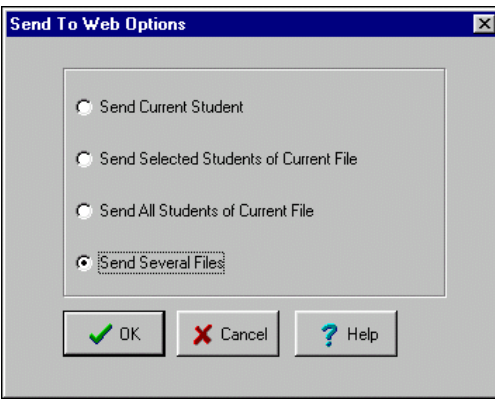 Send To Web Options
Send Current Student
Send Selected Students of Current File
Send All Students of Current File
Send Several Files
OK Cancel Help